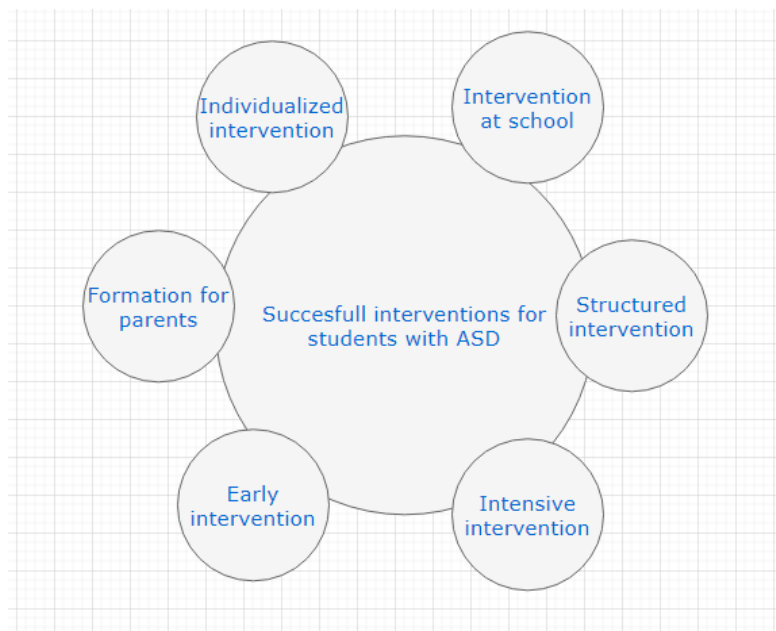 Individualized
intervention
Intervention
at school
Formation for
parents
Succesfull interventions for
students with ASD
Structured
intervention
Early
intervention
Intensive
intervention